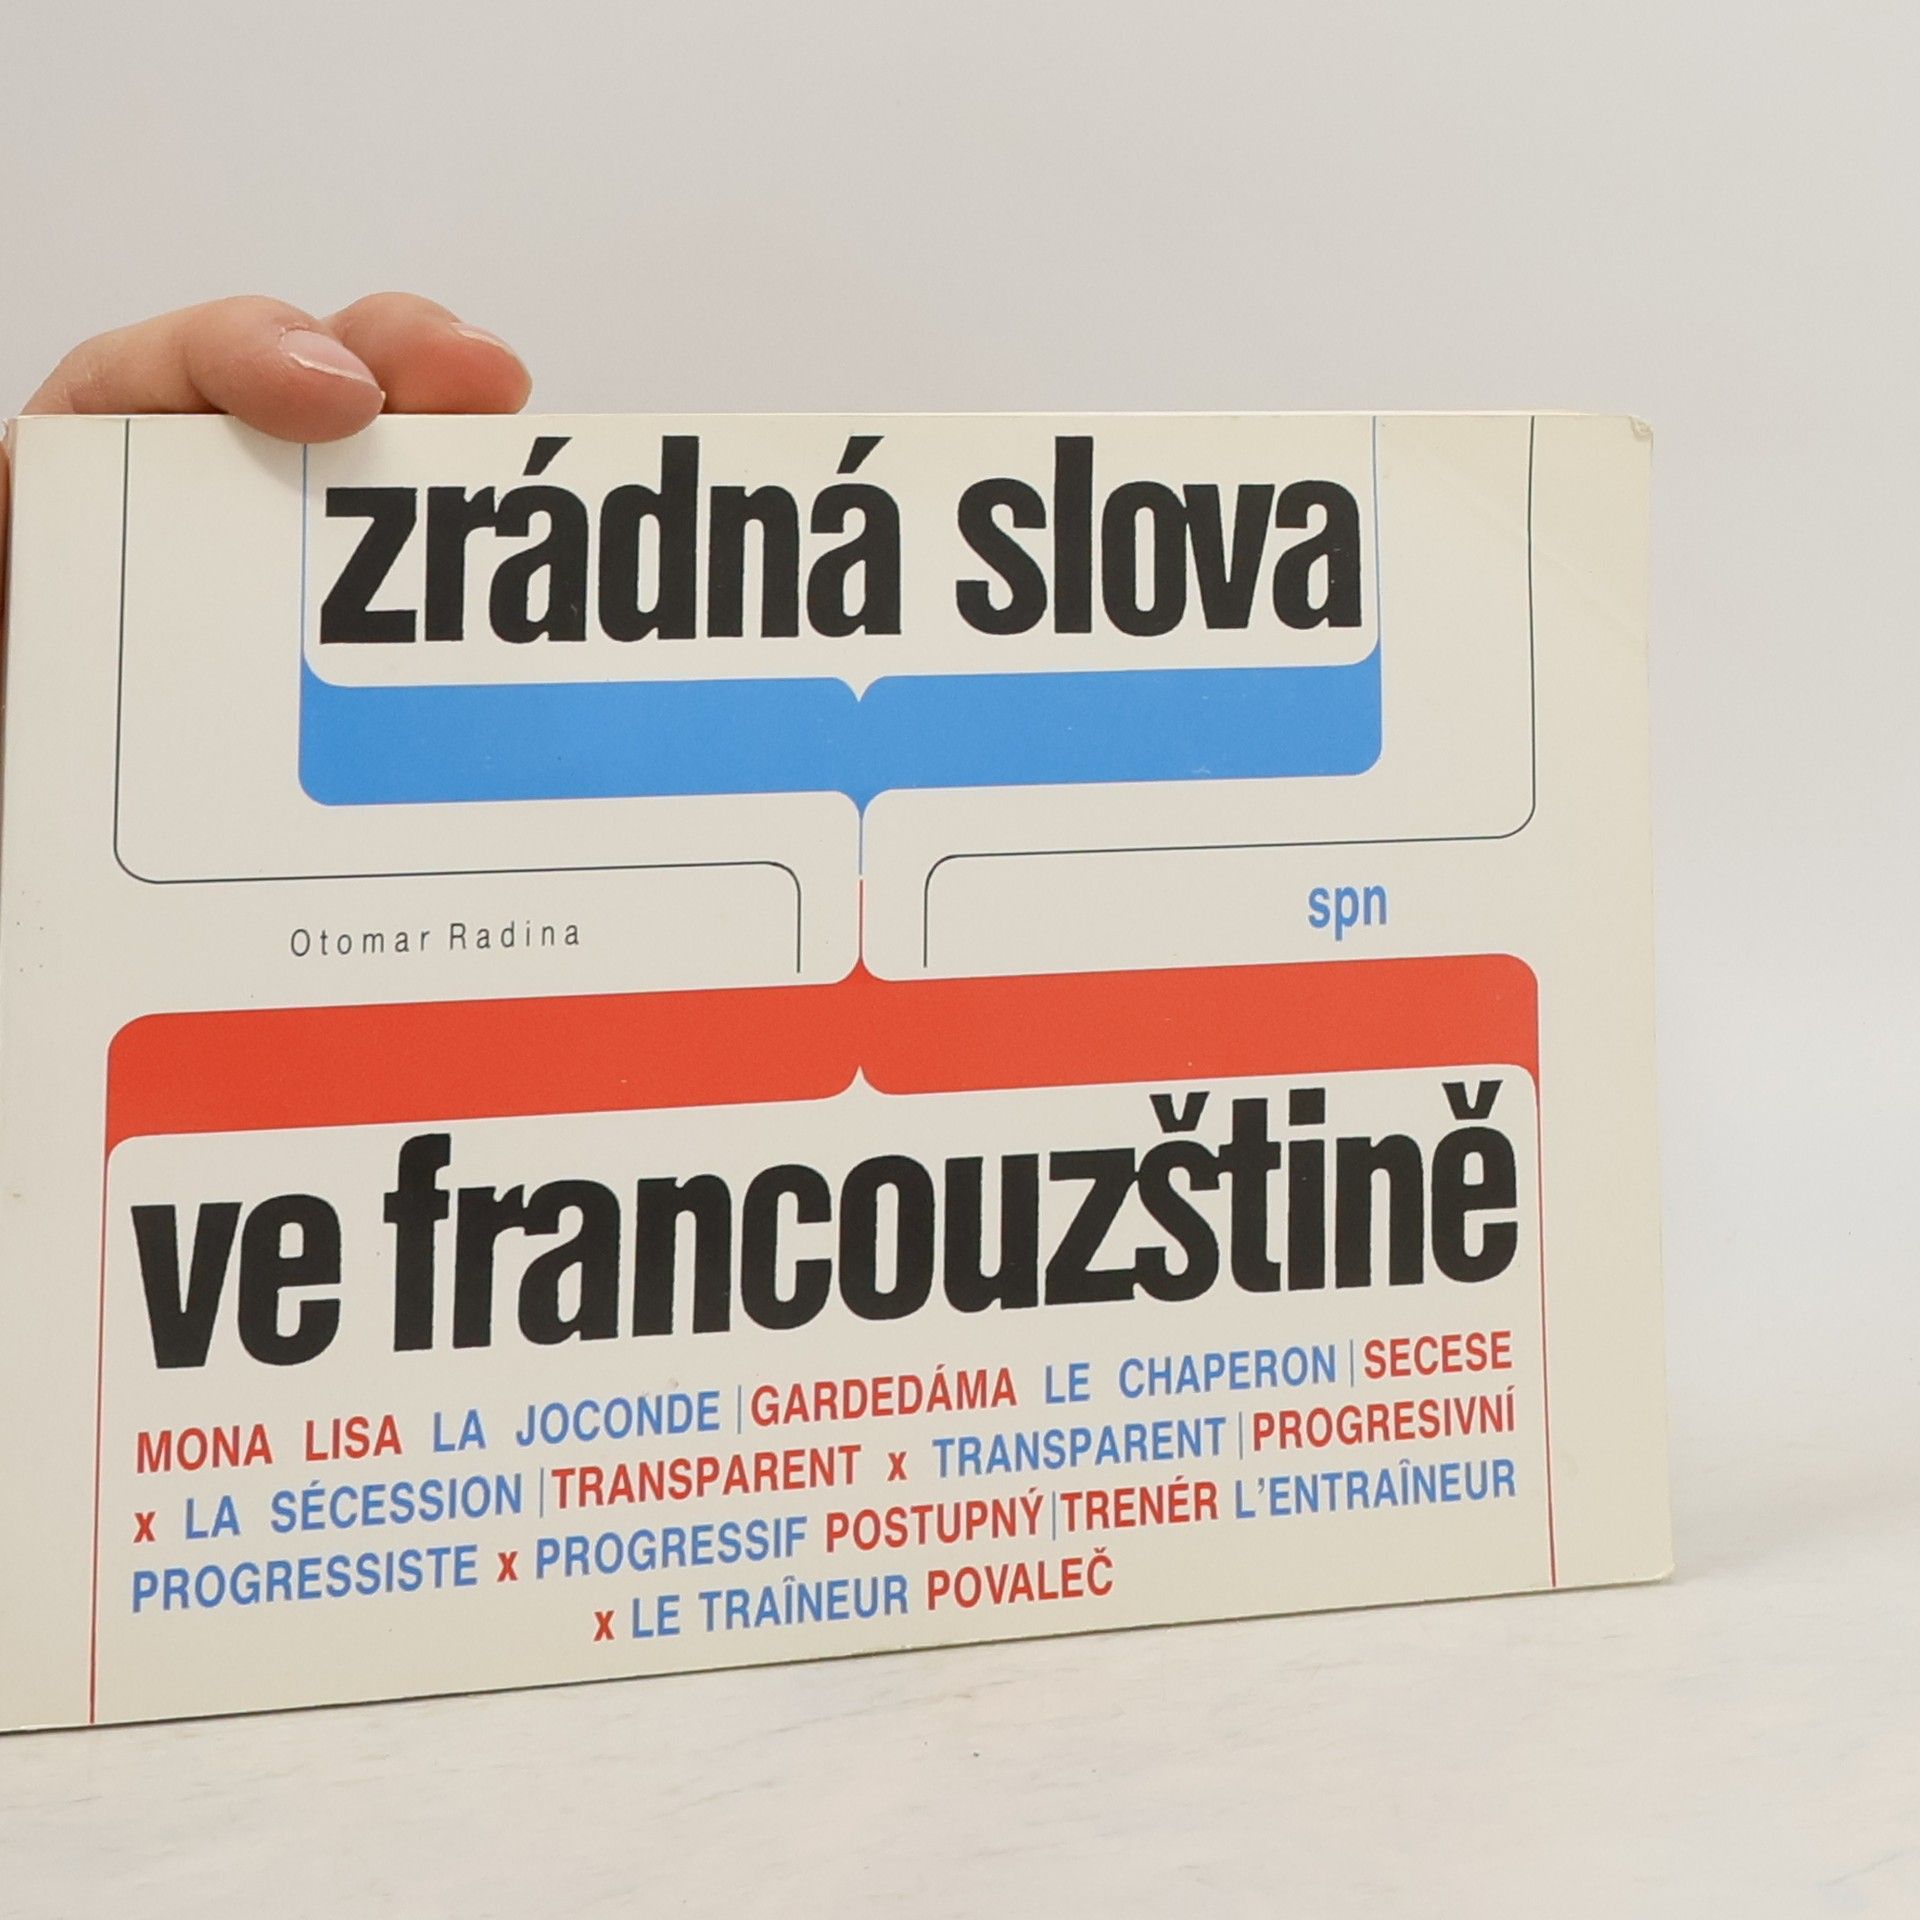 zrádná slova
Otomar Radina
spn
ve francouzštině
MONA LISA LA JOCONDE | GARDEDÁMA LE CHAPERON | SECESE
x LA SÉCESSION | TRANSPARENT x TRANSPARENT | PROGRESIVNÍ
PROGRESSISTE x PROGRESSIF POSTUPNÝ | TRENÉR L'ENTRAÎNEUR
x LE TRAÎNEUR POVALEČ